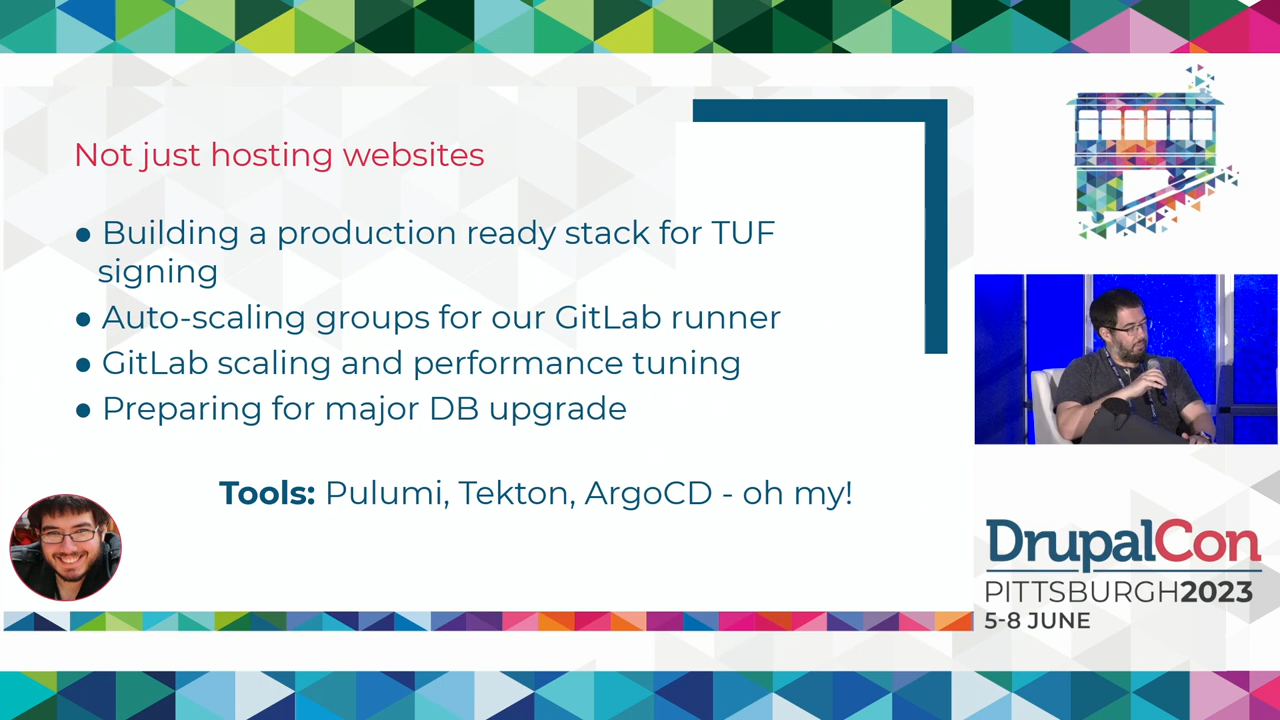 Not just hosting websites
● Building a production ready stack for TUF
signing
● Auto-scaling groups for our GitLab runner
● GitLab scaling and performance tuning
● Preparing for major DB upgrade
Tools: Pulumi, Tekton, ArgoCD - oh my!
DrupalCon
PITTSBURGH2023
5-8 JUNE